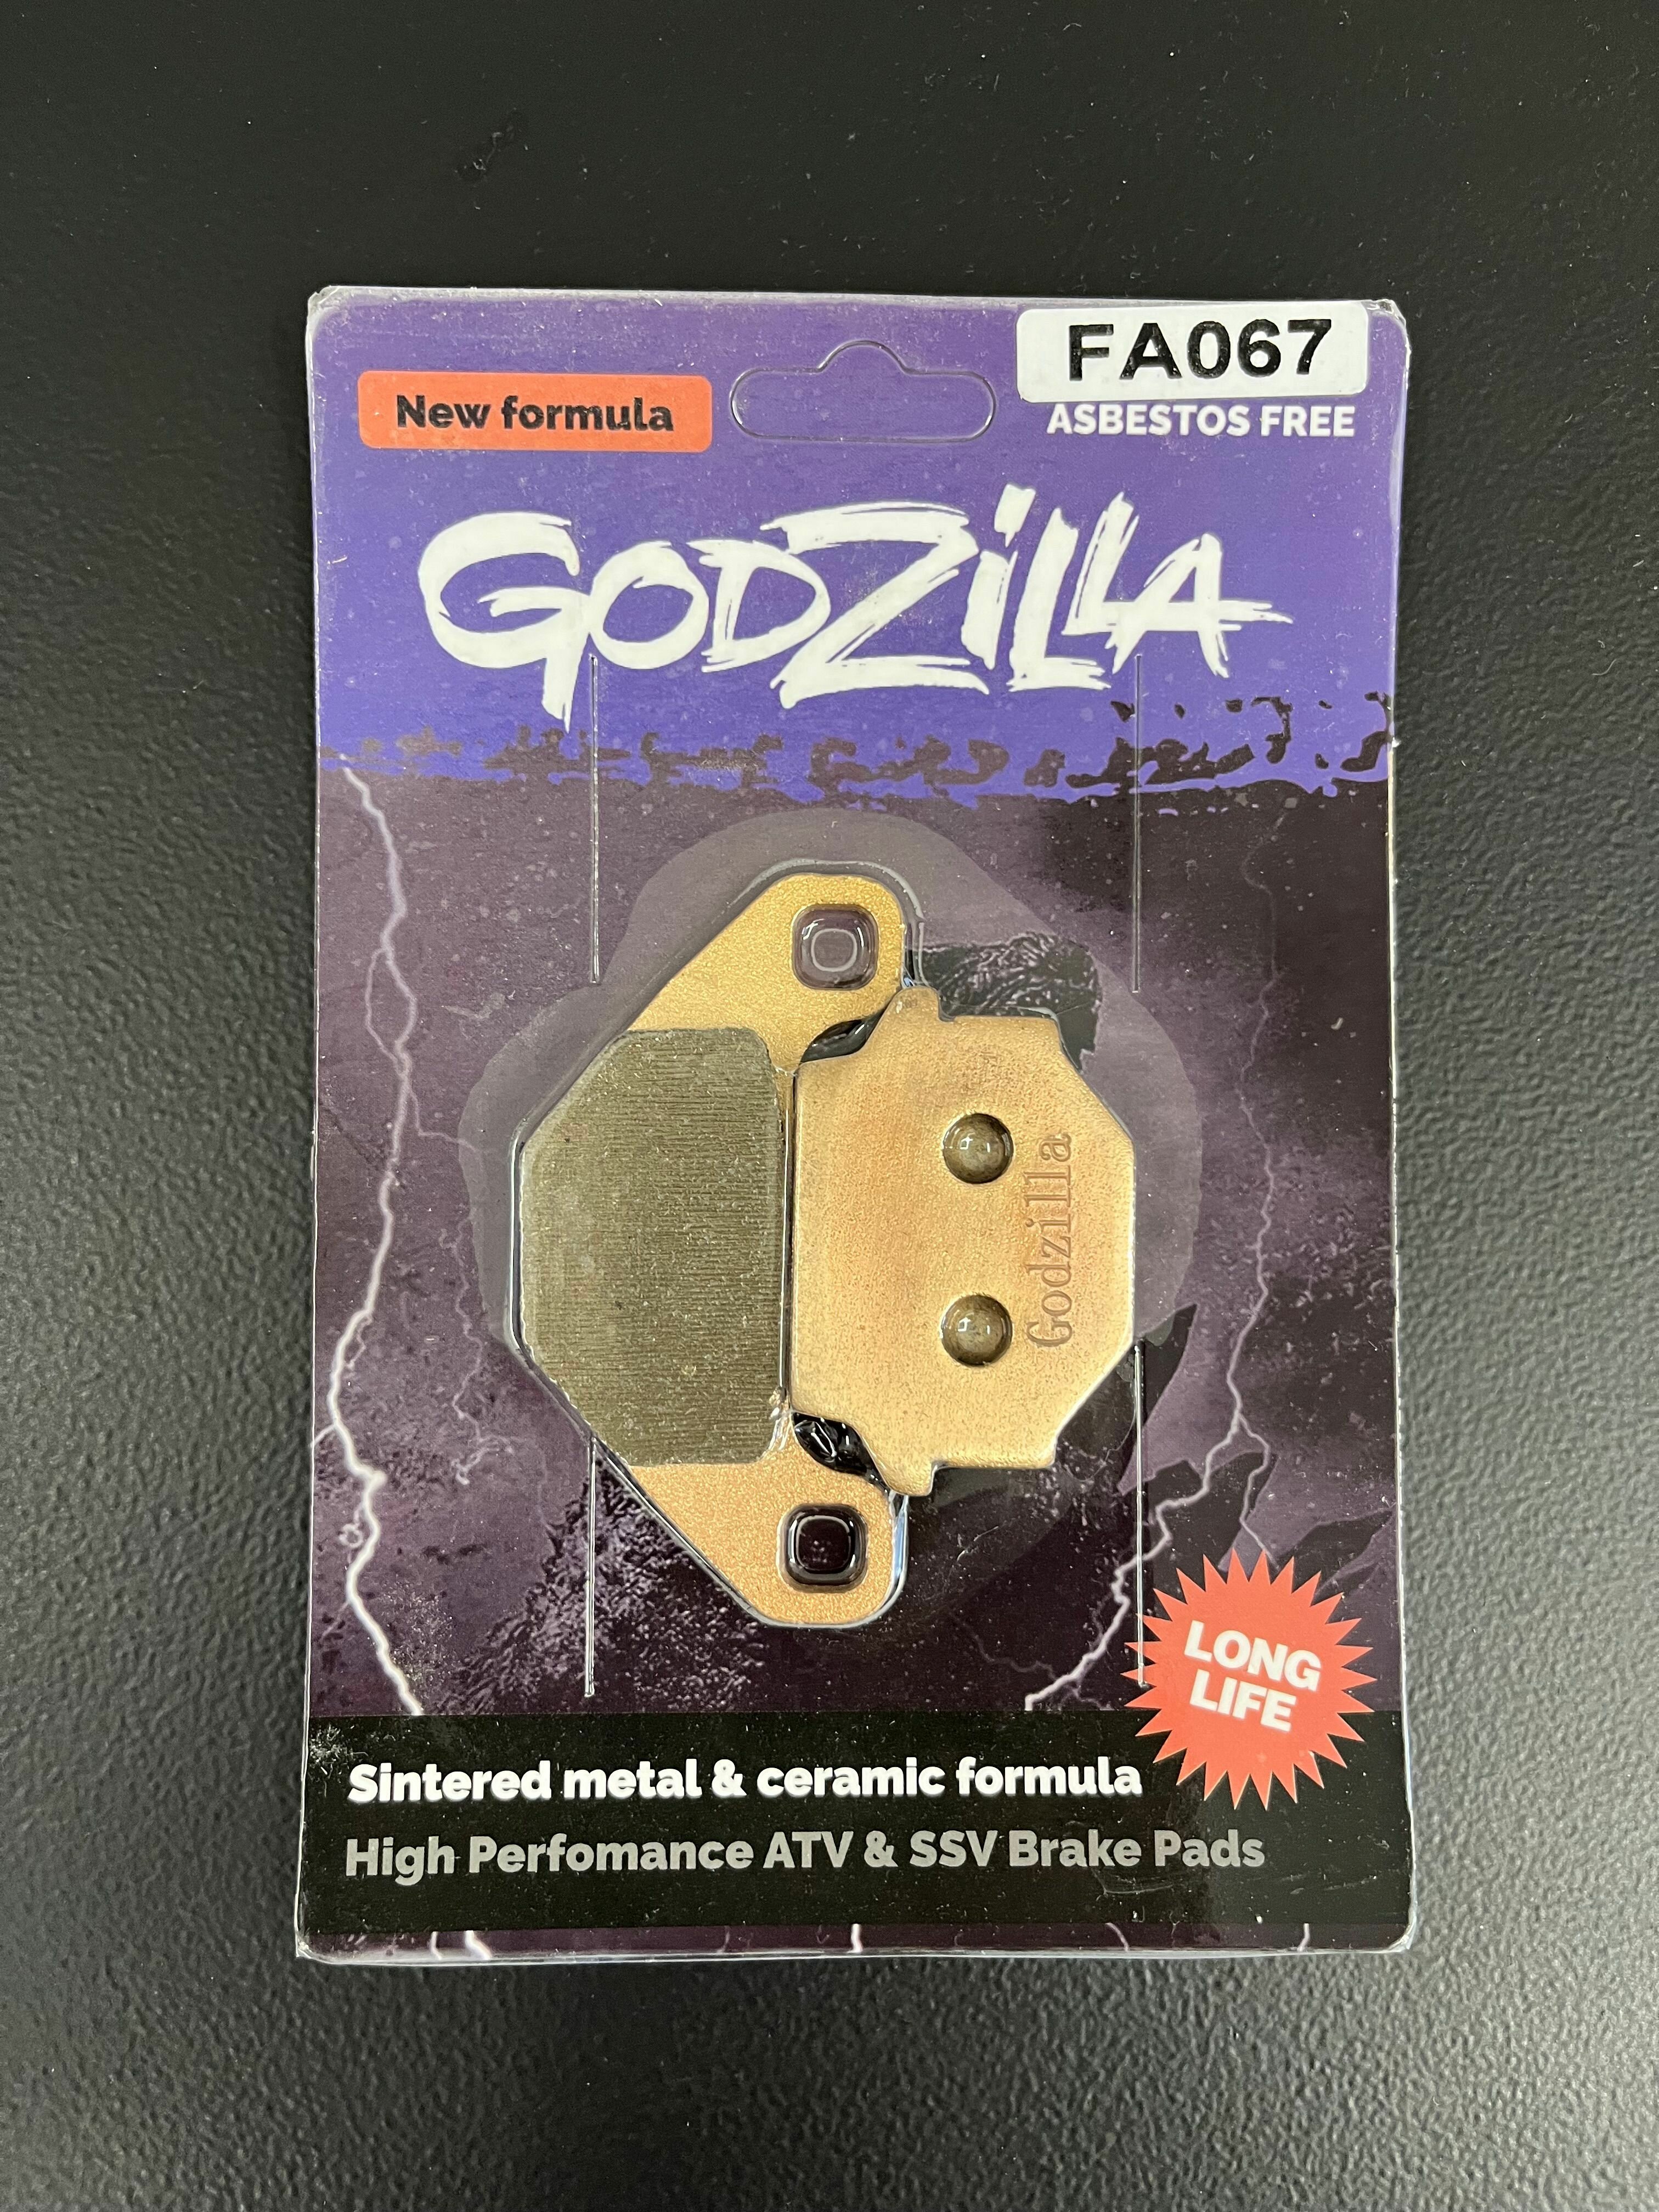 FA067
New formula
ASBESTOS FREE
GODZiLLA
Godzilla
LONG
LIFE
Sintered metal & ceramic formula
High Perfomance ATV & SSV Brake Pads